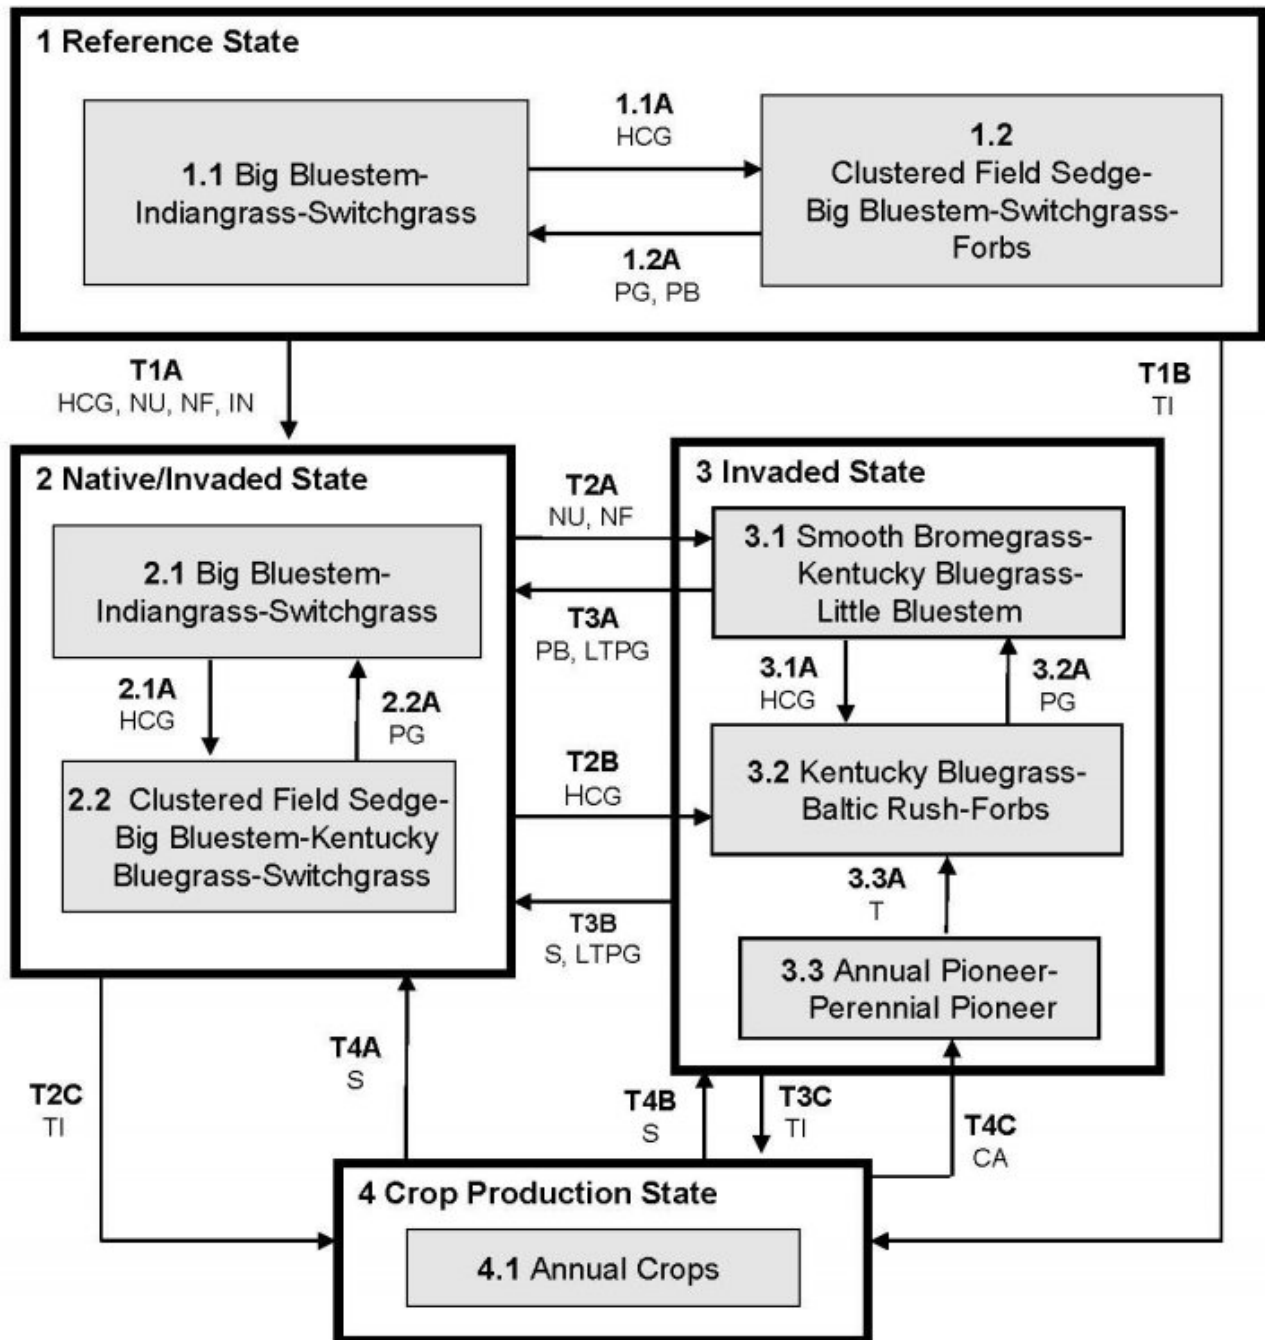 1 Reference State
1.1 Big Bluestem-
Indiangrass-Switchgrass
1.1A
HCG
1.2A
PG, PB
1.2
Clustered Field Sedge-
Big Bluestem-Switchgrass-
Forbs
T1A
HCG, NU, NF, IN
T1B
TI
2 Native/Invaded State
2.1 Big Bluestem-
Indiangrass-Switchgrass
2.1A
HCG
2.2A
PG
2.2 Clustered Field Sedge-
Big Bluestem-Kentucky
Bluegrass-Switchgrass
T2A
NU, NF
T3A
PB, LTPG
T2B
HCG
T3B
S, LTPG
3 Invaded State
3.1 Smooth Bromegrass-
Kentucky Bluegrass-
Little Bluestem
3.1A
HCG
3.2A
PG
3.2 Kentucky Bluegrass-
Baltic Rush-Forbs
3.3A
T
3.3 Annual Pioneer-
Perennial Pioneer
T2C
TI
T4A
S
T4B
S
T3C
TI
T4C
CA
4 Crop Production State
4.1 Annual Crops